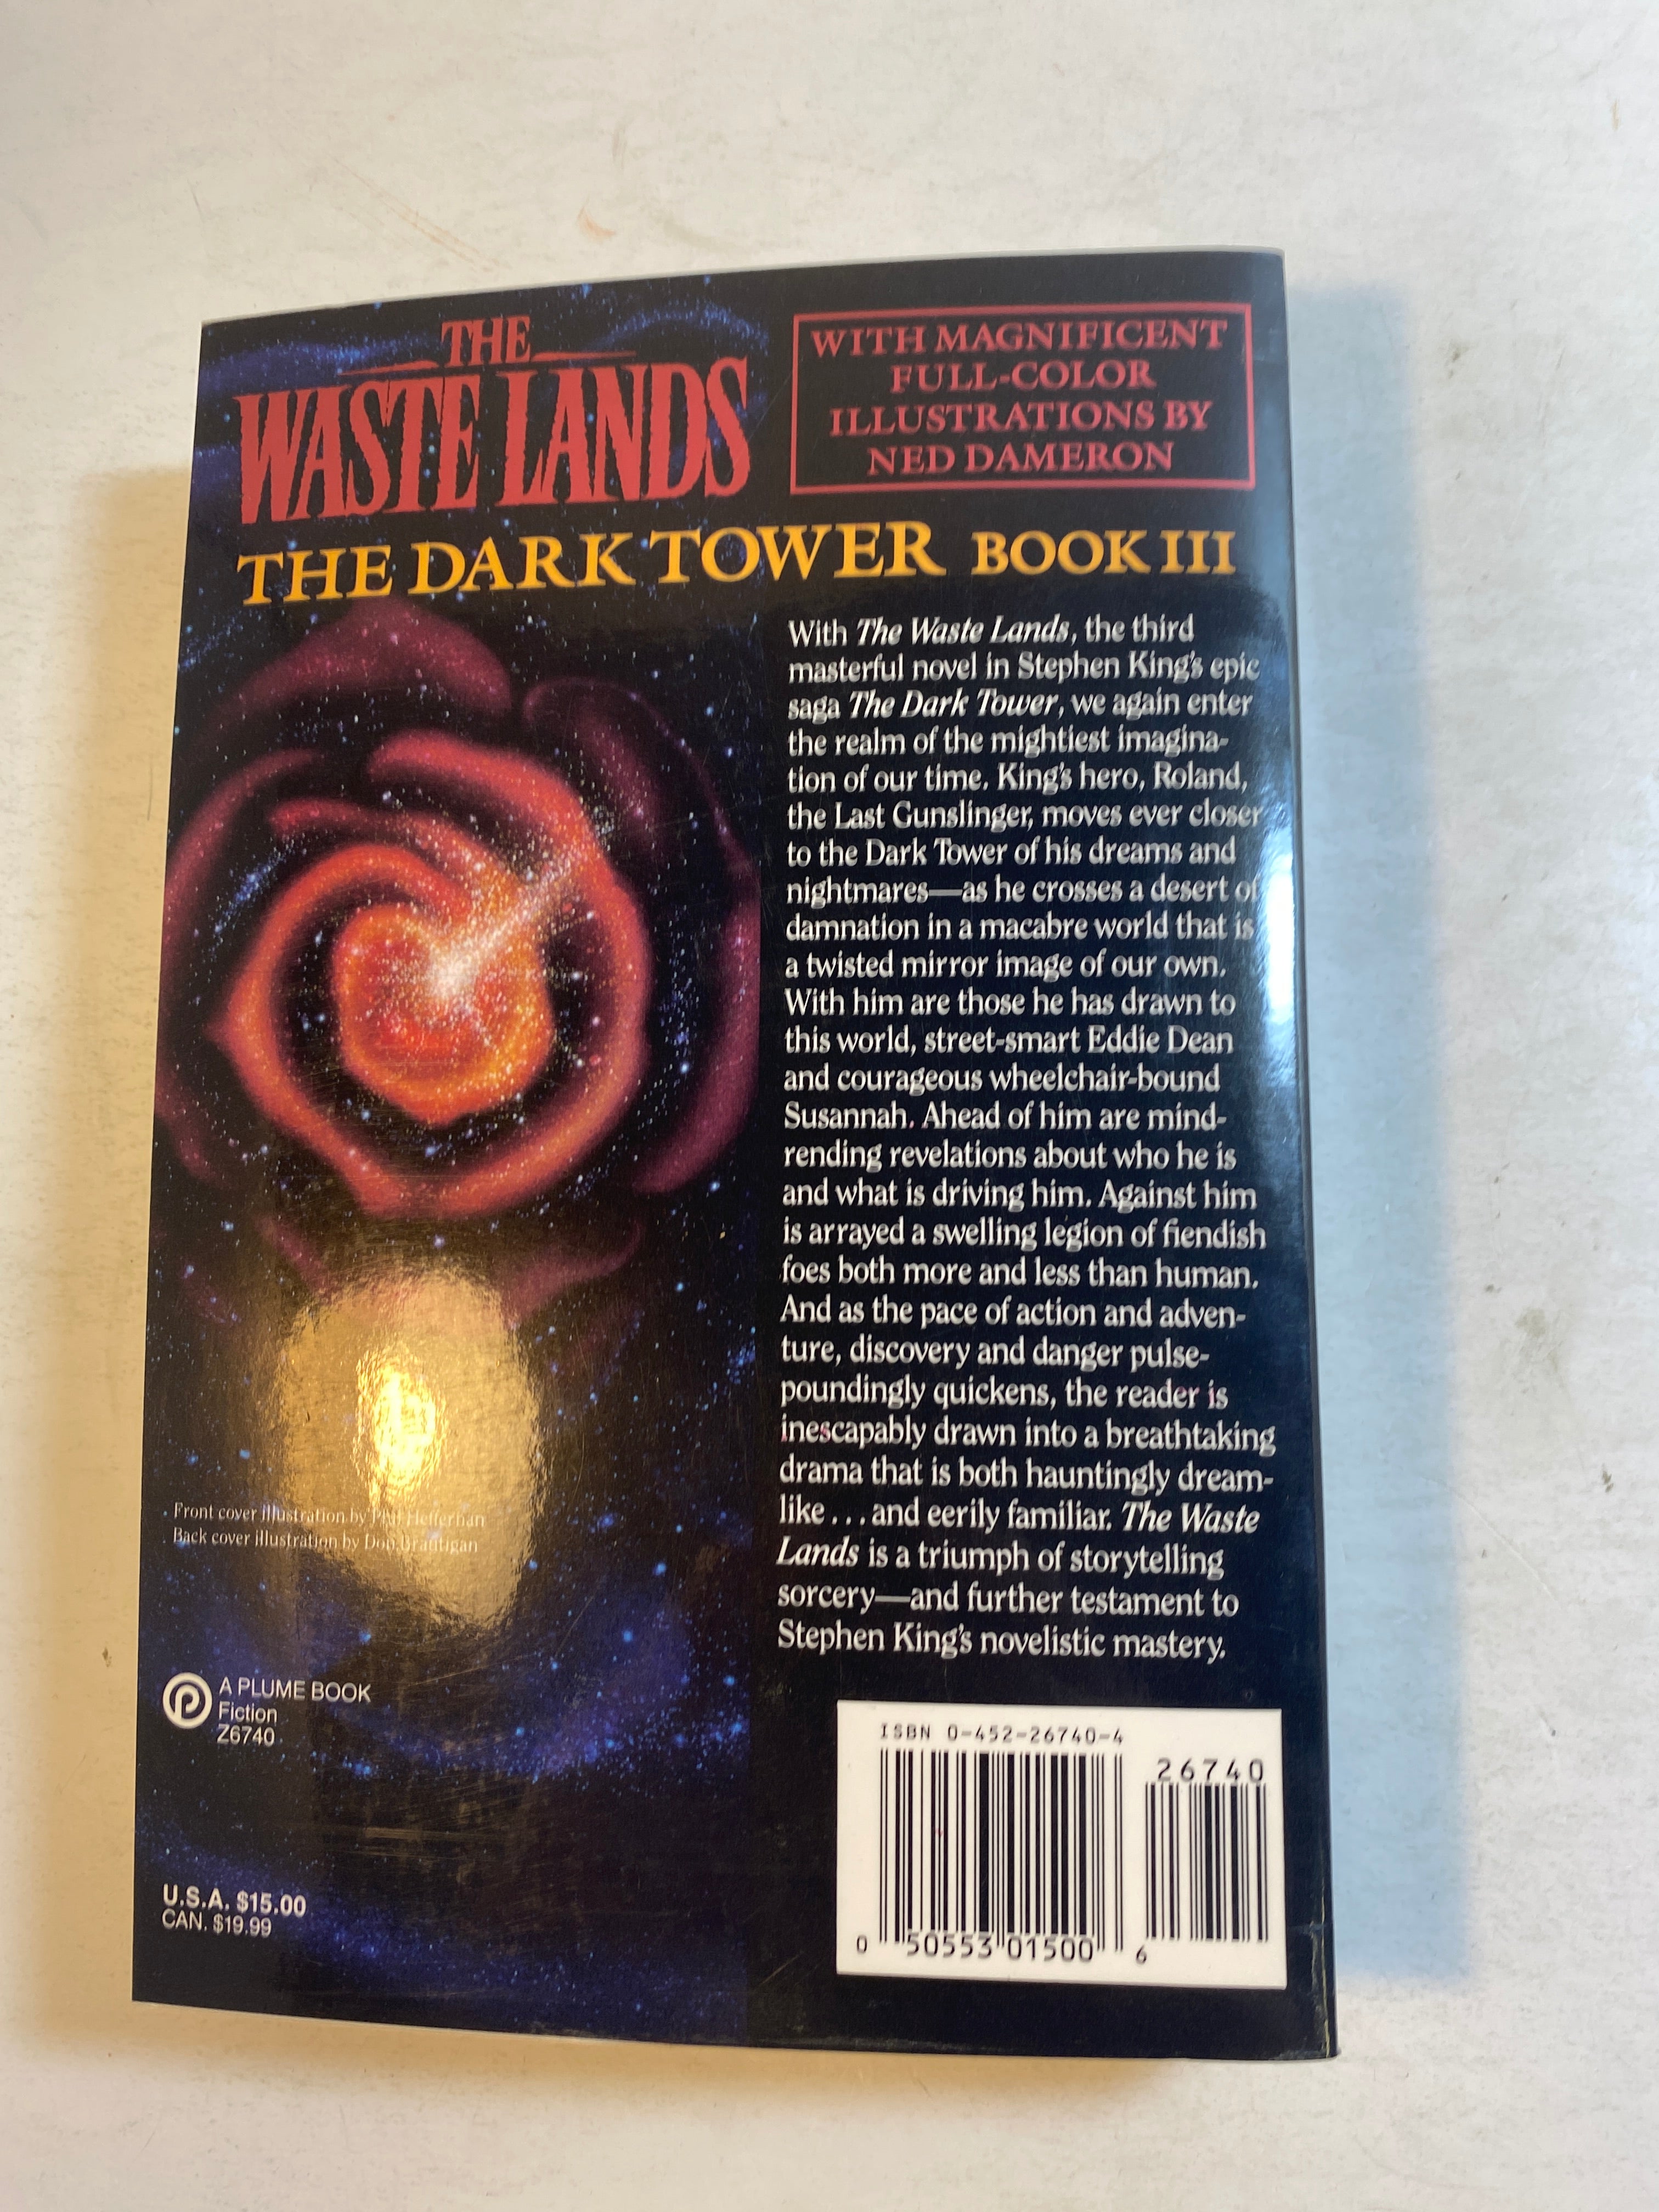 THE
WASTE LANDS
WITH MAGNIFICENT
FULL-COLOR
ILLUSTRATIONS BY
NED DAMERON
THE DARK TOWER BOOK III
With The Waste Lands, the third
masterful novel in Stephen King's epic
saga The Dark Tower, we again enter
the realm of the mightiest imagina-
tion of our time. King's hero, Roland,
the Last Gunslinger, moves ever closer
to the Dark Tower of his dreams and
nightmares—as he crosses a desert of
damnation in a macabre world that is
a twisted mirror image of our own.
With him are those he has drawn to
this world, street-smart Eddie Dean
and courageous wheelchair-bound
Susannah. Ahead of him are mind-
rending revelations about who he is
and what is driving him. Against him
is arrayed a swelling legion of fiendish
foes both more and less than human.
And as the pace of action and adven-
ture, discovery and danger pulse-
poundingly quickens, the reader is
inescapably drawn into a breathtaking
drama that is both hauntingly dream-
like . . . and eerily familiar. The Waste
Lands is a triumph of storytelling
sorcery—and further testament to
Stephen King's novelistic mastery.
Front cover illustration by Phil Heffernan
Back cover illustration by Don Brautigan
P
A PLUME BOOK
Fiction
Z6740
U.S.A. $15.00
CAN. $19.99
ISBN 0-452-26740-4
26740
0 50553 01500 6